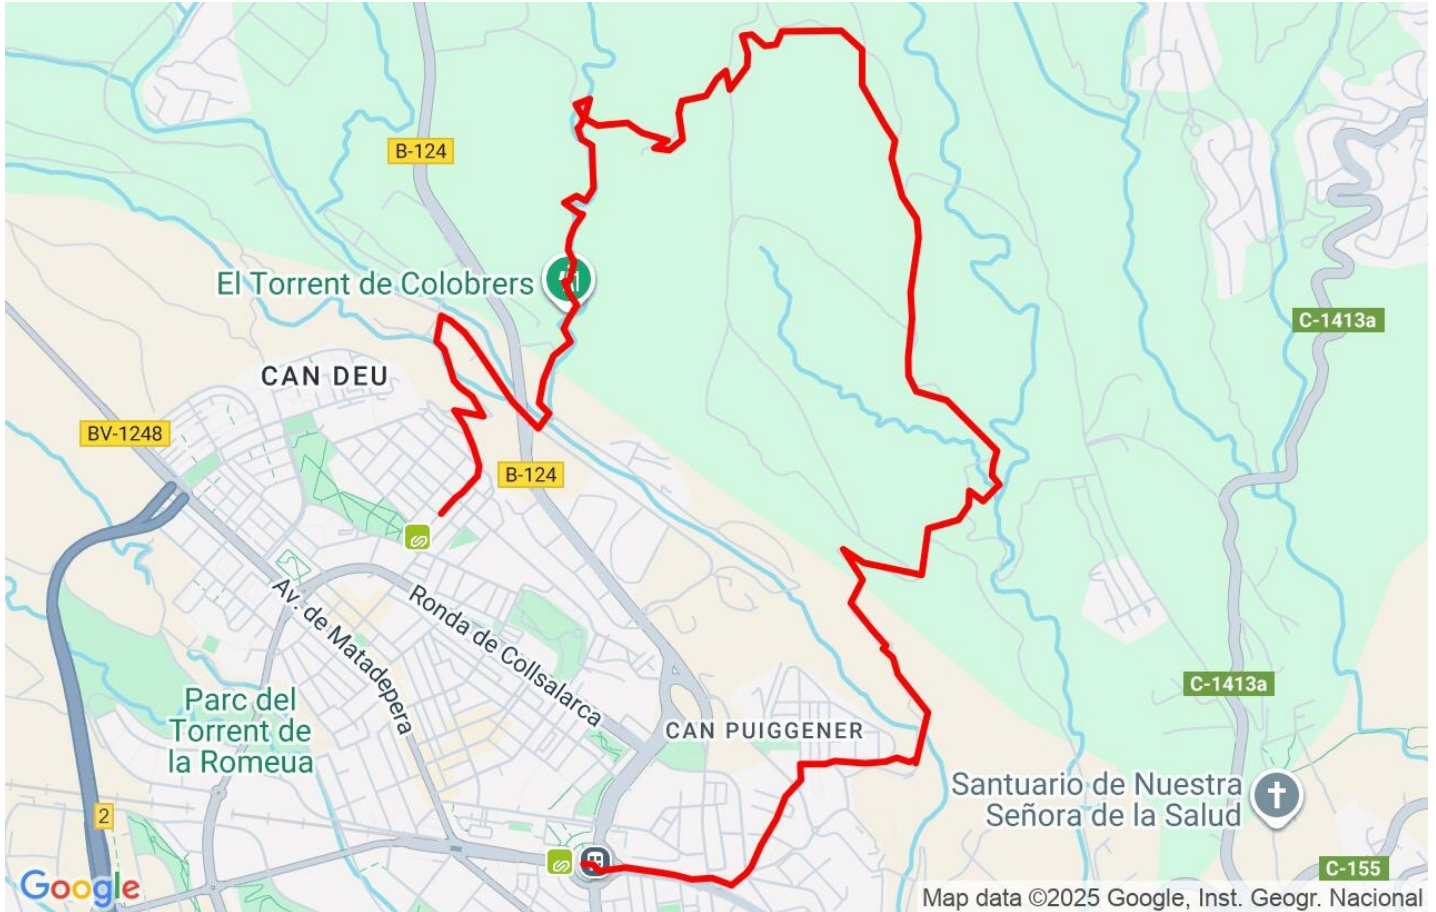 B-124
El Torrent de Colobrers
C-1413a
CAN DEU
BV-1248
B-124
Av. de Matadepera
Ronda de Collsalarca
Parc del
Torrent de
la Romeua
C-1413a
CAN PUIGGENER
Santuario de Nuestra
Señora de la Salud
2
C-155
Google
Map data ©2025 Google, Inst. Geogr. Nacional